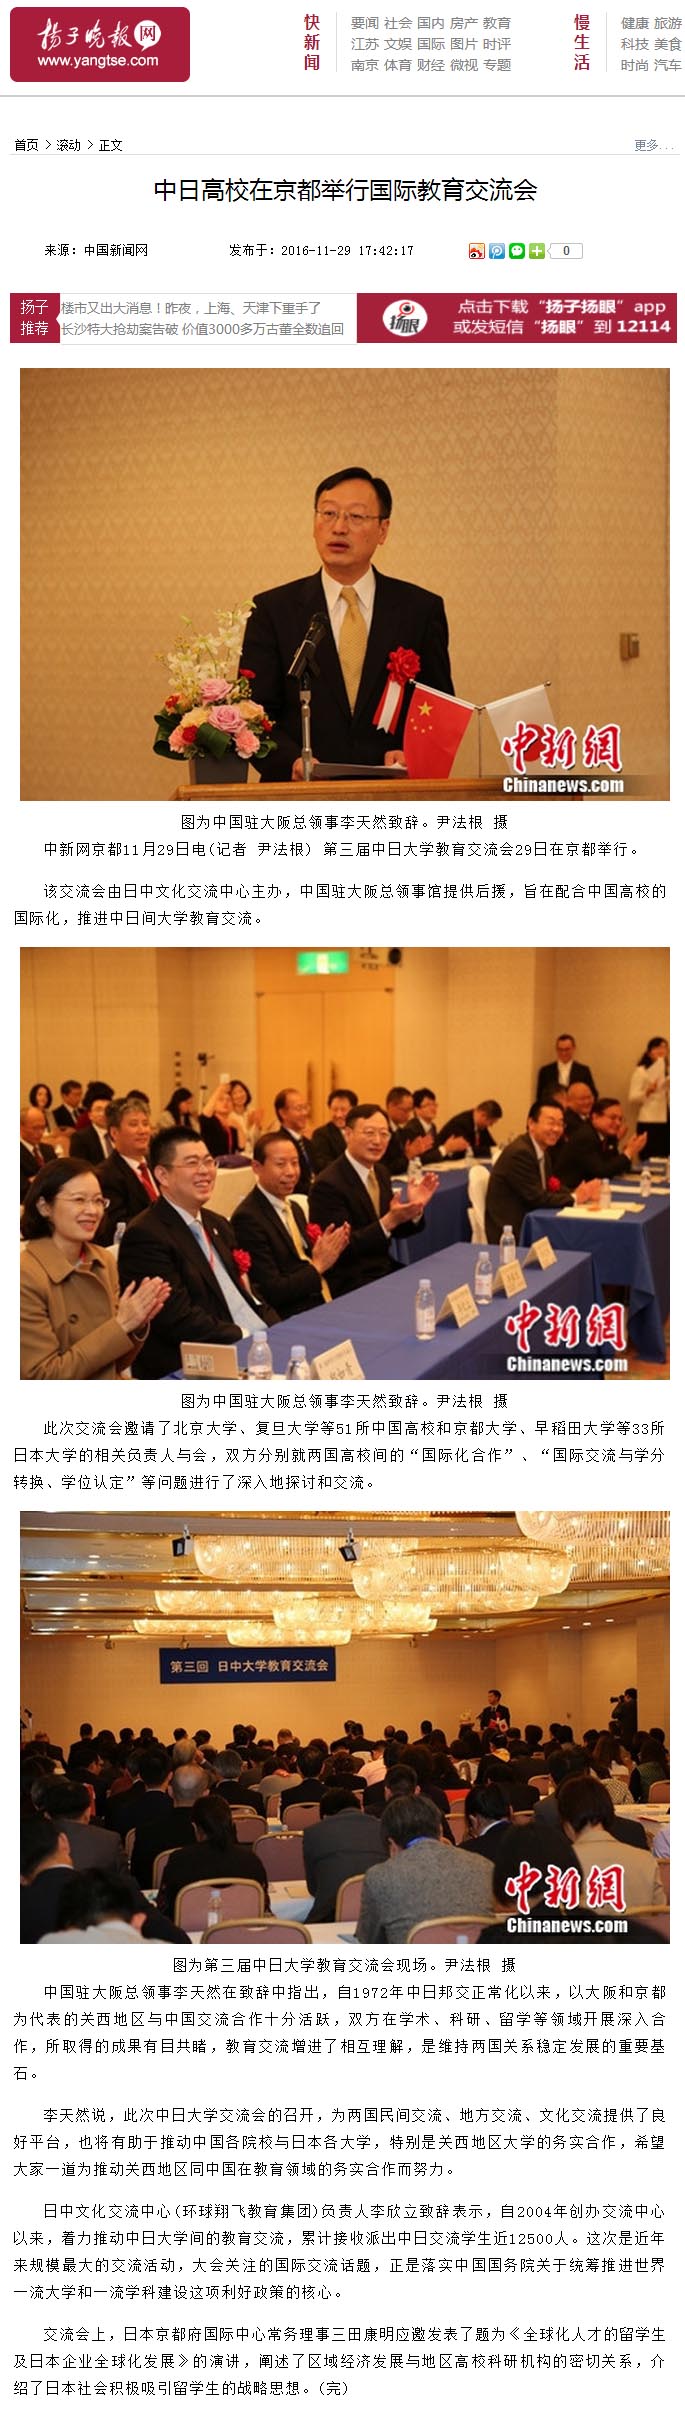 扬子晚报网
www.yangtse.com
快新闻
要闻 社会 国内 房产 教育
江苏 文娱 国际 图片 时评
南京 体育 财经 微视 专题
慢生活
健康 旅游
科技 美食
时尚 汽车
首页 > 滚动 > 正文
更多...
中日高校在京都举行国际教育交流会
来源：中国新闻网
发布于：2016-11-29 17:42:17
0
扬子推荐
楼市又出大消息！昨夜，上海、天津下重手了
长沙特大抢劫案告破 价值3000多万古董全数追回
扬眼
点击下载“扬子扬眼”app
或发短信“扬眼”到 12114
中新網
Chinanews.com
图为中国驻大阪总领事李天然致辞。尹法根 摄
中新网京都11月29日电(记者 尹法根) 第三届中日大学教育交流会29日在京都举行。
该交流会由日中文化交流中心主办，中国驻大阪总领事馆提供后援，旨在配合中国高校的
国际化，推进中日间大学教育交流。
中新網
Chinanews.com
图为中国驻大阪总领事李天然致辞。尹法根 摄
此次交流会邀请了北京大学、复旦大学等51所中国高校和京都大学、早稻田大学等33所
日本大学的相关负责人与会，双方分别就两国高校间的“国际化合作”、“国际交流与学分
转换、学位认定”等问题进行了深入地探讨和交流。
第三回 日中大学教育交流会
中新網
Chinanews.com
图为第三届中日大学教育交流会现场。尹法根 摄
中国驻大阪总领事李天然在致辞中指出，自1972年中日邦交正常化以来，以大阪和京都
为代表的关西地区与中国交流合作十分活跃，双方在学术、科研、留学等领域开展深入合
作，所取得的成果有目共睹，教育交流增进了相互理解，是维持两国关系稳定发展的重要基
石。
李天然说，此次中日大学交流会的召开，为两国民间交流、地方交流、文化交流提供了良
好平台，也将有助于推动中国各院校与日本各大学，特别是关西地区大学的务实合作，希望
大家一道为推动关西地区同中国在教育领域的务实合作而努力。
日中文化交流中心(环球翔飞教育集团)负责人李欣立致辞表示，自2004年创办交流中心
以来，着力推动中日大学间的教育交流，累计接收派出中日交流学生近12500人。这次是近年
来规模最大的交流活动，大会关注的国际交流话题，正是落实中国国务院关于统筹推进世界
一流大学和一流学科建设这项利好政策的核心。
交流会上，日本京都府国际中心常务理事三田康明应邀发表了题为《全球化人才的留学生
及日本企业全球化发展》的演讲，阐述了区域经济发展与地区高校科研机构的密切关系，介
绍了日本社会积极吸引留学生的战略思想。(完)